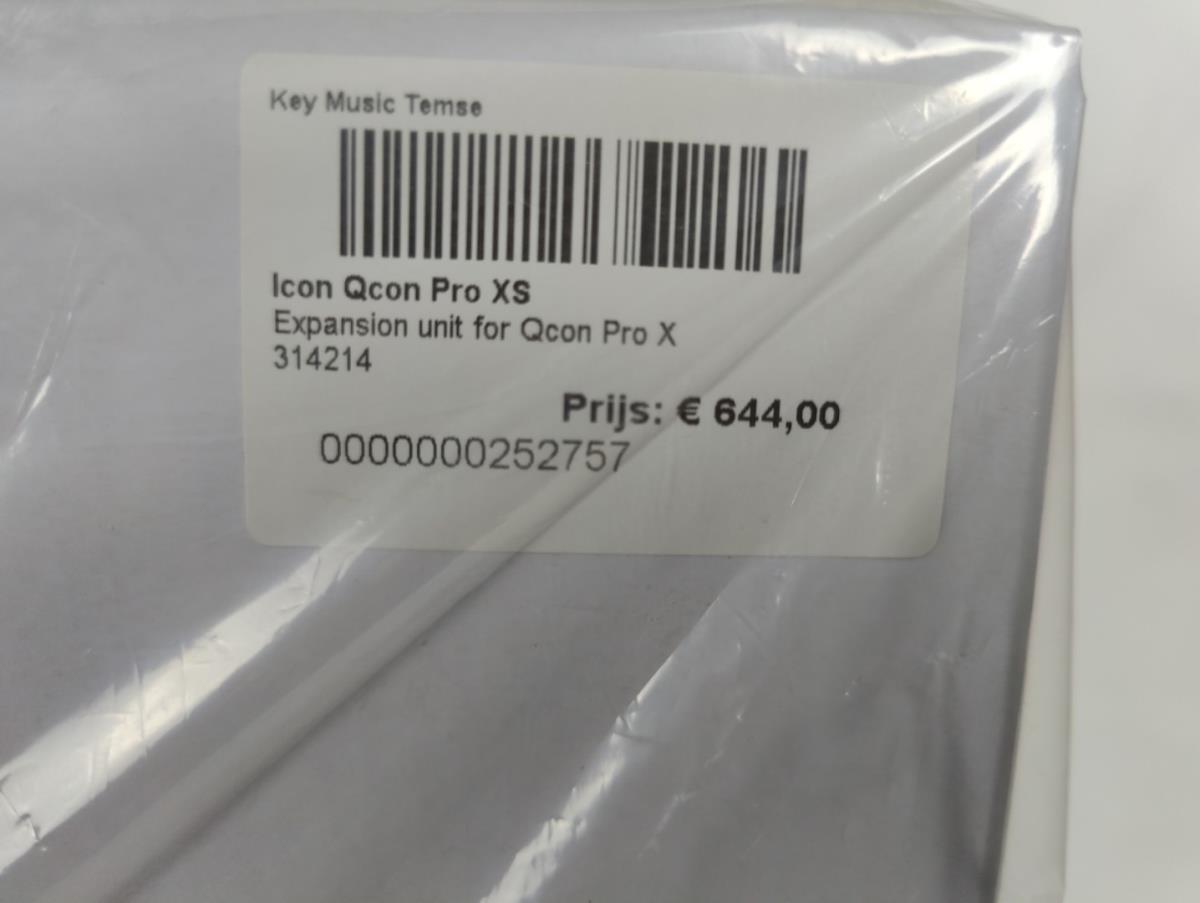 Key Music Temse
Icon Qcon Pro XS
Expansion unit for Qcon Pro X
314214
Prijs: € 644,00
0000000252757